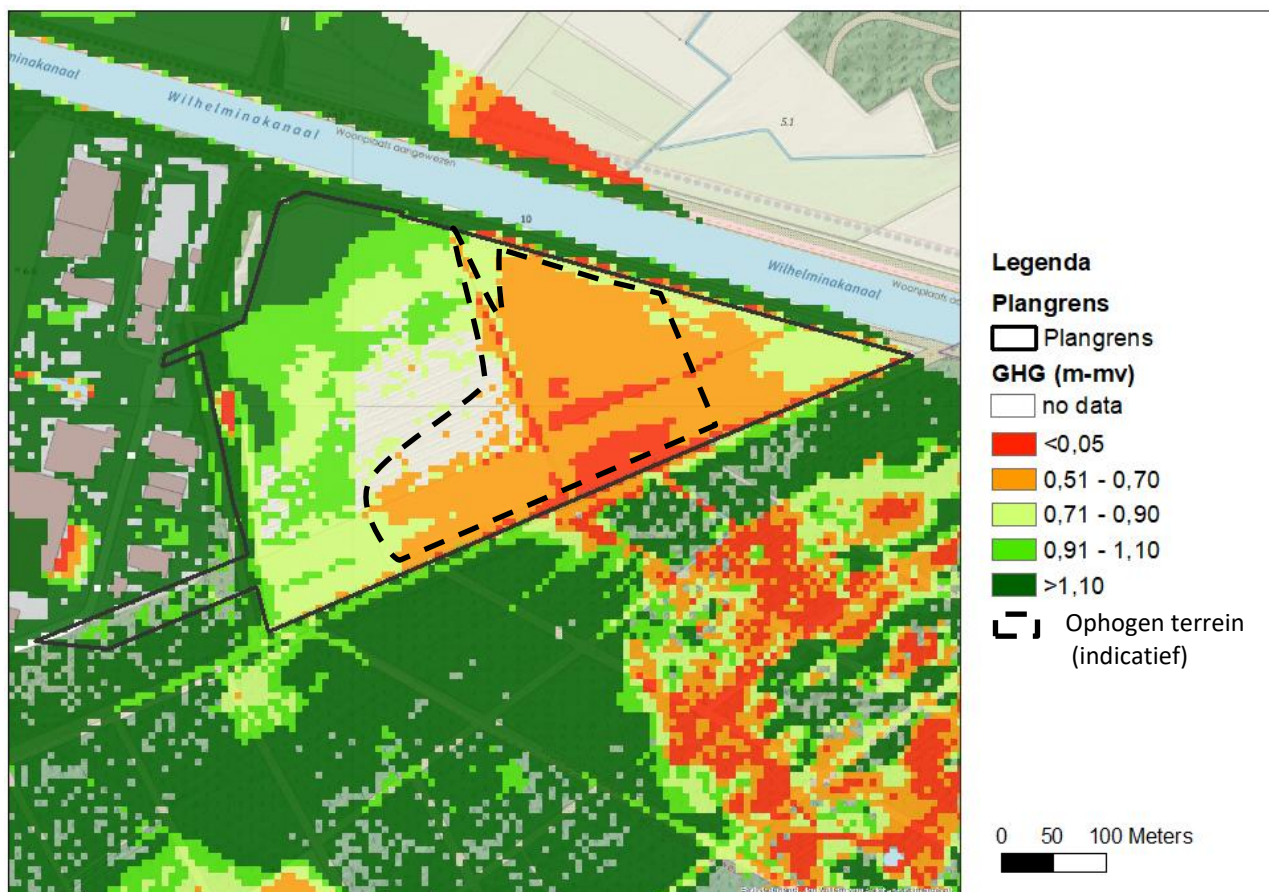 minakanaal
Wilhelminakanaal
Woonplaats aangewezen
5.1
10
Wilhelminakanaal
Woonplaats
Legenda
Plangrens
Plangrens
GHG (m-mv)
no data
<0,05
0,51 - 0,70
0,71 - 0,90
0,91 - 1,10
>1,10
Ophogen terrein
(indicatief)
0 50 100 Meters